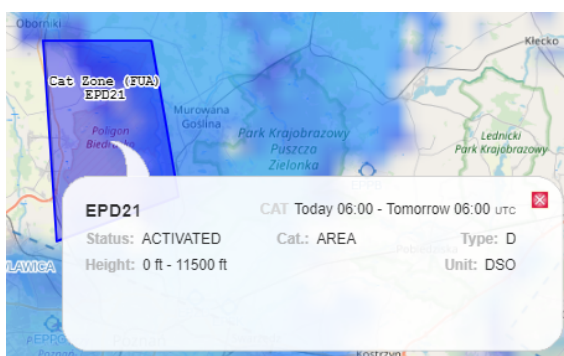 Oborniki
Kłecko
Cat Zone (FUA)
EPD21
Murowana
Goślina
Poligon
Park Krajobrazowy
Puszcza
Zielonka
Lednicki
Park Krajobrazowy
EPD21
CAT Today 06:00 - Tomorrow 06:00 UTC
Status: ACTIVATED Cat.: AREA Type: D
Height: 0 ft - 11500 ft Unit: DSO
Poznań
Kostrzyn